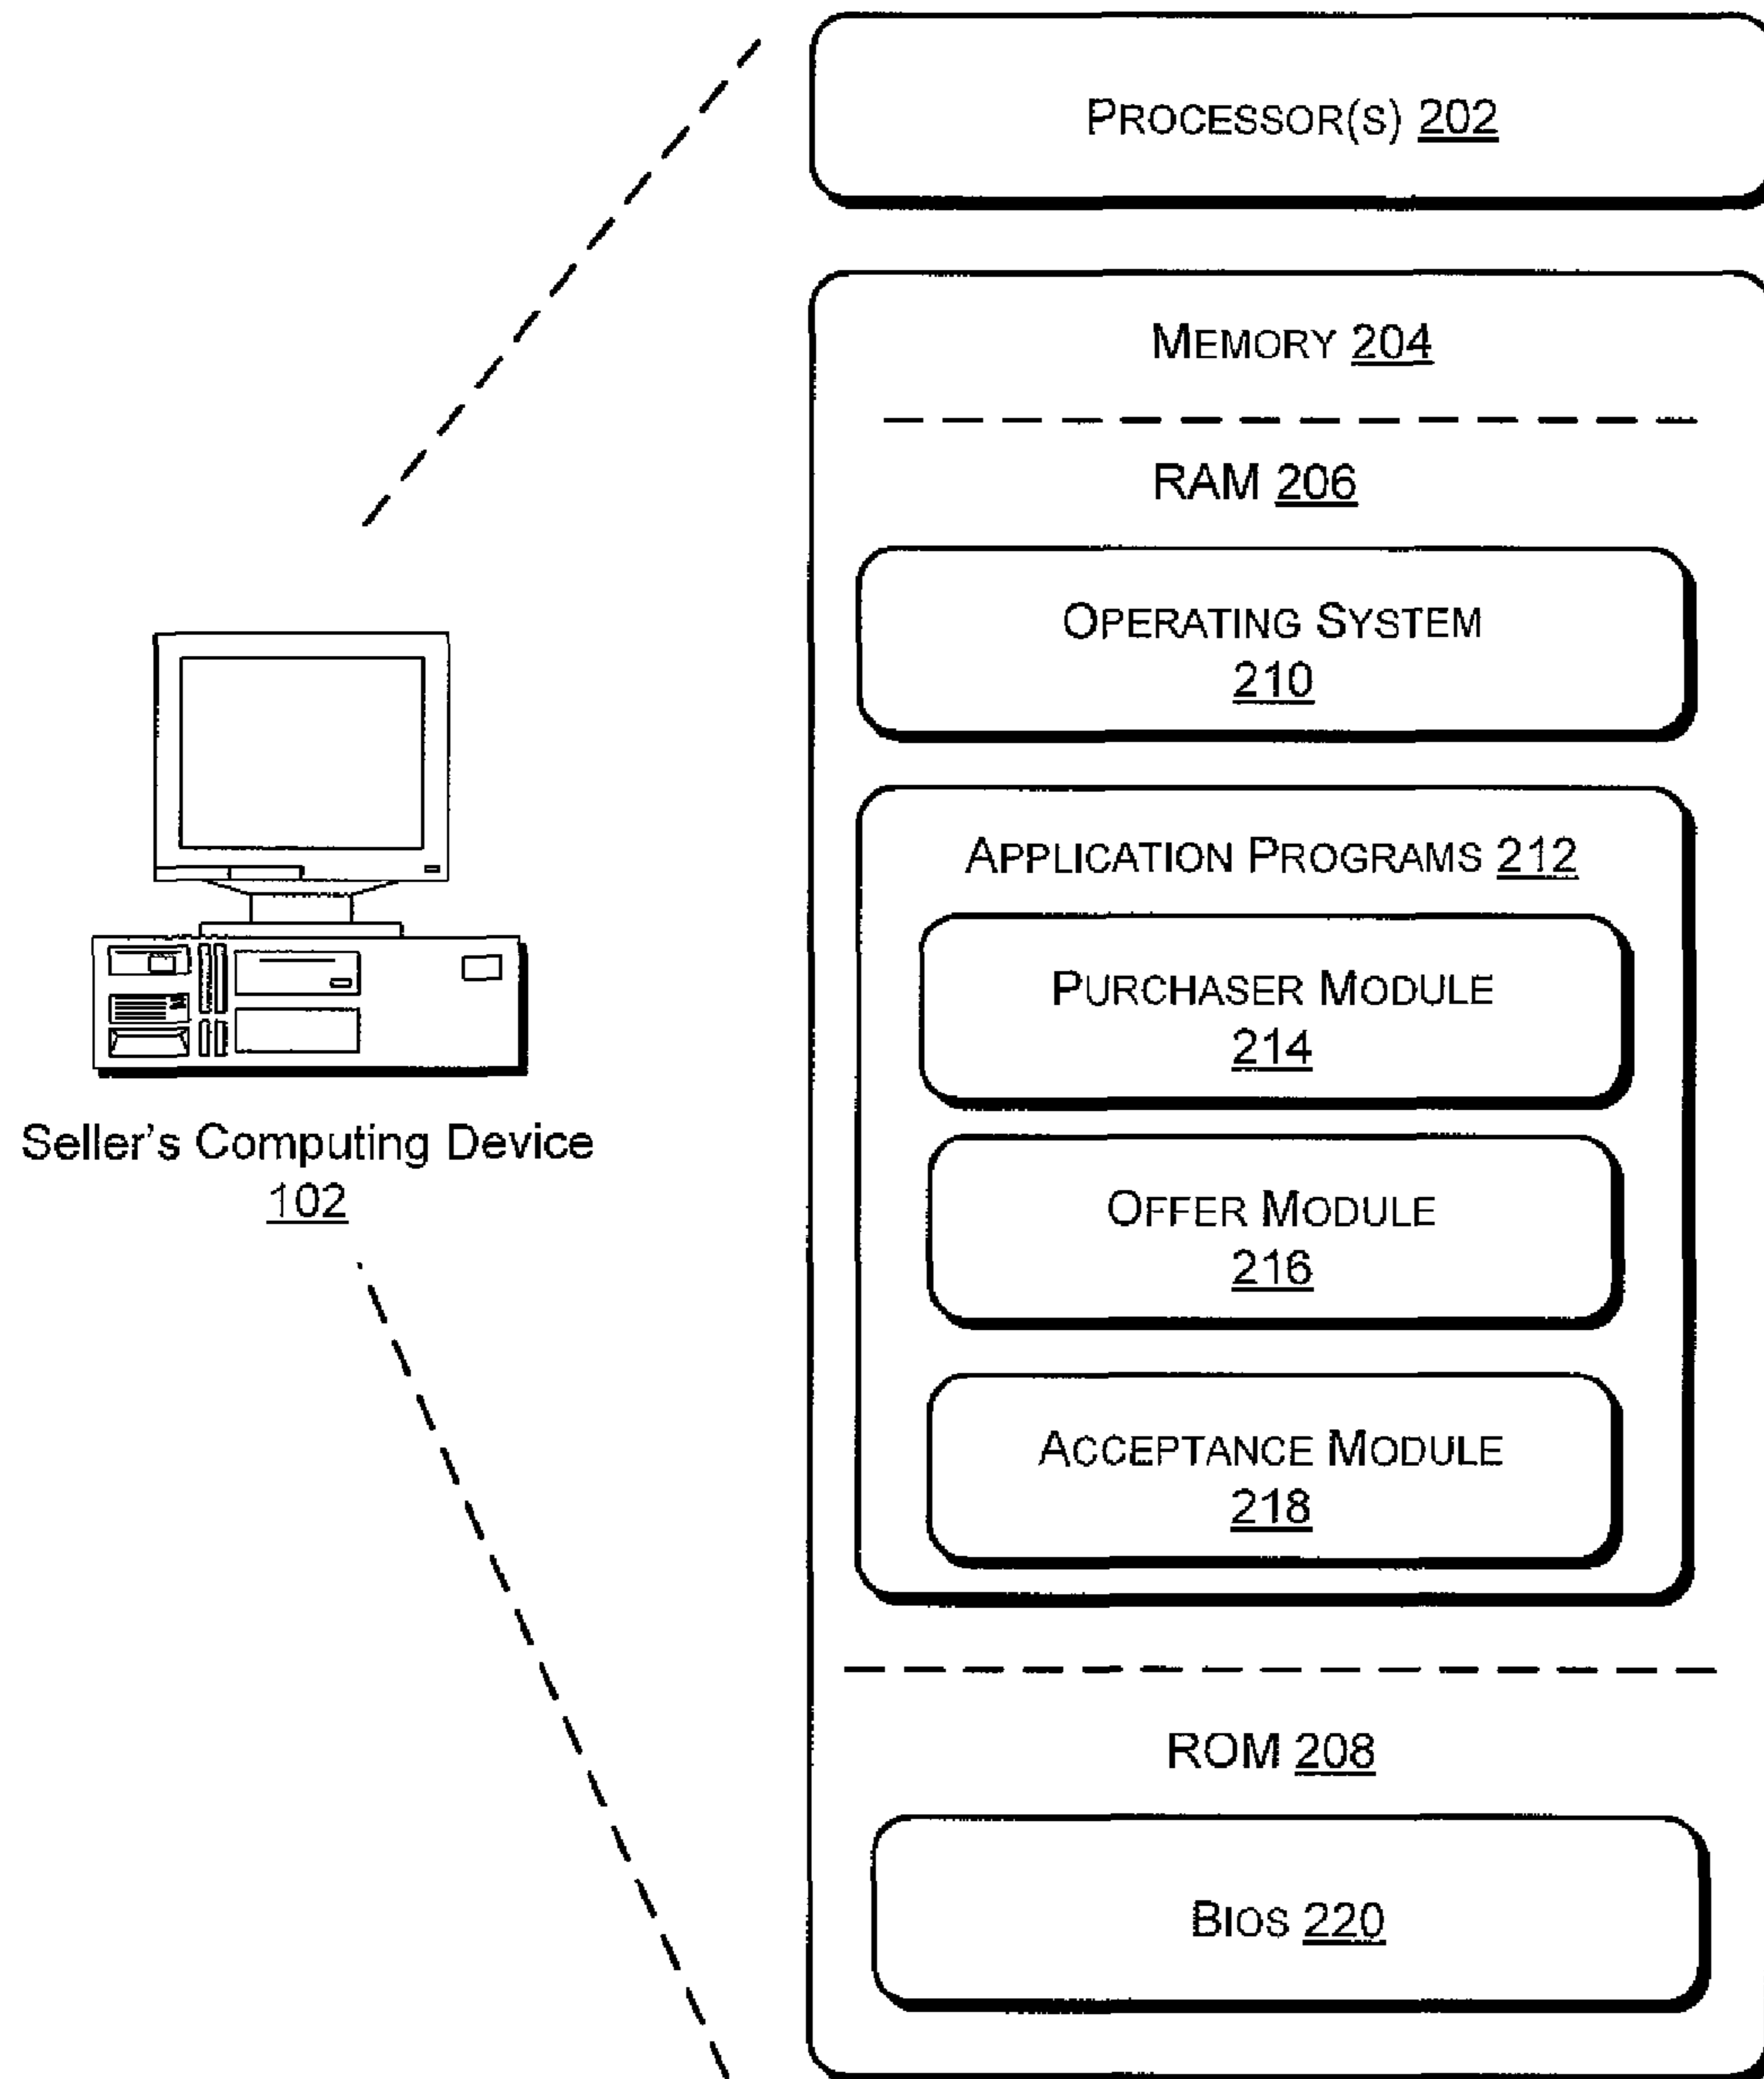 PROCESSOR(S) 202
MEMORY 204
RAM 206
OPERATING SYSTEM
210
APPLICATION PROGRAMS 212
PURCHASER MODULE
214
OFFER MODULE
216
ACCEPTANCE MODULE
218
ROM 208
BIOS 220
Seller's Computing Device
102